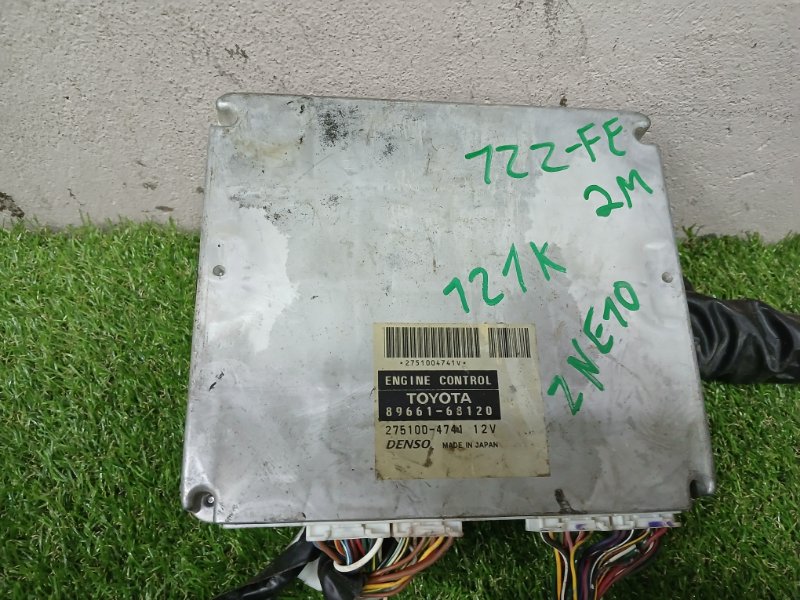 1ZZ-FE
2M
121K
ZNE10
*2751004741V*
ENGINE CONTROL
TOYOTA
89661-68120
275100-4741 12V
DENSO MADE IN JAPAN